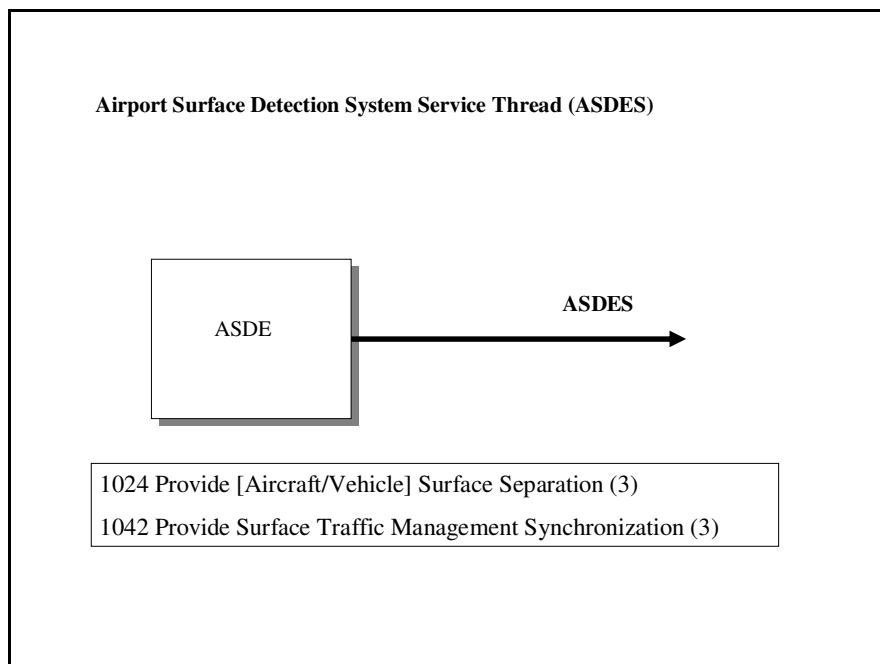 Airport Surface Detection System Service Thread (ASDES)
ASDES
ASDE
1024 Provide [Aircraft/Vehicle] Surface Separation (3)
1042 Provide Surface Traffic Management Synchronization (3)